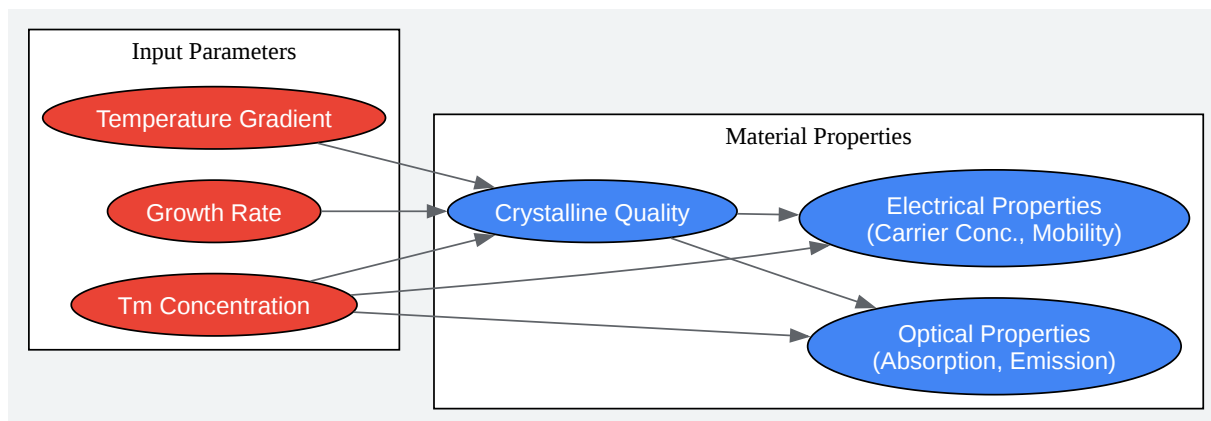 Input Parameters
Temperature Gradient
Growth Rate
Tm Concentration
Material Properties
Crystalline Quality
Electrical Properties
(Carrier Conc., Mobility)
Optical Properties
(Absorption, Emission)